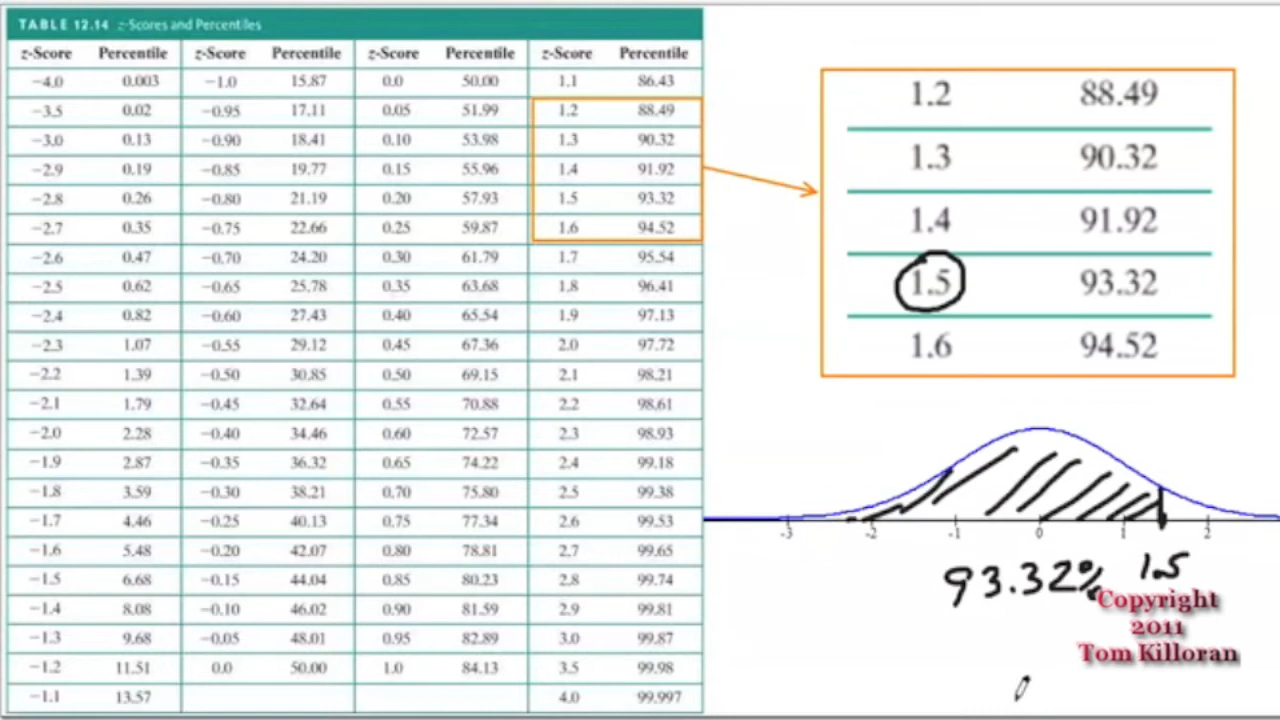 TABLE 12.14 z-Scores and Percentiles
z-Score Percentile z-Score Percentile z-Score Percentile z-Score Percentile
−4.0 0.003 −1.0 15.87 0.0 50.00 1.1 86.43
−3.5 0.02 −0.95 17.11 0.05 51.99 1.2 88.49
−3.0 0.13 −0.90 18.41 0.10 53.98 1.3 90.32
−2.9 0.19 −0.85 19.77 0.15 55.96 1.4 91.92
−2.8 0.26 −0.80 21.19 0.20 57.93 1.5 93.32
−2.7 0.35 −0.75 22.66 0.25 59.87 1.6 94.52
−2.6 0.47 −0.70 24.20 0.30 61.79 1.7 95.54
−2.5 0.62 −0.65 25.78 0.35 63.68 1.8 96.41
−2.4 0.82 −0.60 27.43 0.40 65.54 1.9 97.13
−2.3 1.07 −0.55 29.12 0.45 67.36 2.0 97.72
−2.2 1.39 −0.50 30.85 0.50 69.15 2.1 98.21
−2.1 1.79 −0.45 32.64 0.55 70.88 2.2 98.61
−2.0 2.28 −0.40 34.46 0.60 72.57 2.3 98.93
−1.9 2.87 −0.35 36.32 0.65 74.22 2.4 99.18
−1.8 3.59 −0.30 38.21 0.70 75.80 2.5 99.38
−1.7 4.46 −0.25 40.13 0.75 77.34 2.6 99.53
−1.6 5.48 −0.20 42.07 0.80 78.81 2.7 99.65
−1.5 6.68 −0.15 44.04 0.85 80.23 2.8 99.74
−1.4 8.08 −0.10 46.02 0.90 81.59 2.9 99.81
−1.3 9.68 −0.05 48.01 0.95 82.89 3.0 99.87
−1.2 11.51 0.0 50.00 1.0 84.13 3.5 99.98
−1.1 13.57 4.0 99.997
1.2 88.49
1.3 90.32
1.4 91.92
1.5 93.32
1.6 94.52
-3 -2 -1 0 1 2
93.32% 1.5
Copyright
2011
Tom Killoran